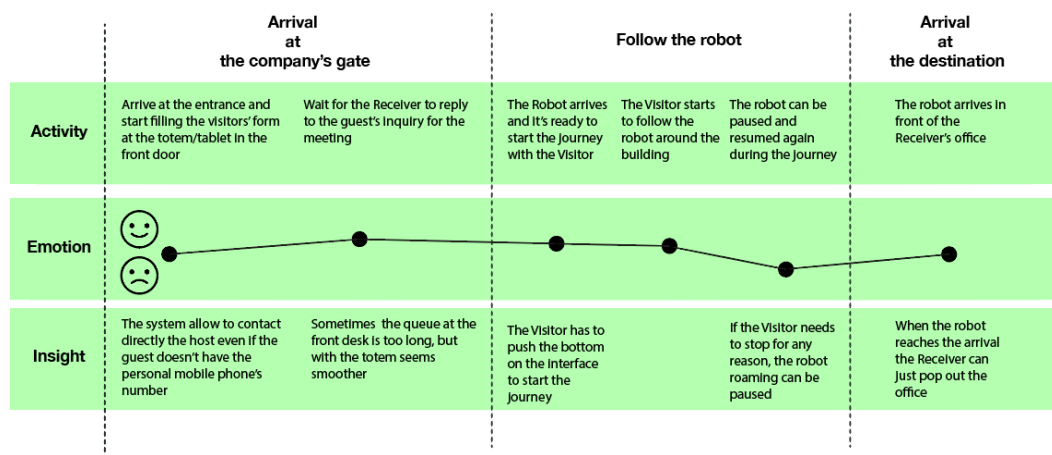 Arrival
at
the company's gate
Follow the robot
Arrival
at
the destination
Activity
Arrive at the entrance and
start filling the visitors' form
at the totem/tablet in the
front door
Wait for the Receiver to reply
to the guest's inquiry for the
meeting
The Robot arrives
and it's ready to
start the journey
with the Visitor
The Visitor starts
to follow the
robot around the
building
The robot can be
paused and
resumed again
during the journey
The robot arrives in
front of the
Receiver's office
Emotion
Insight
The system allow to contact
directly the host even if the
guest doesn't have the
personal mobile phone's
number
Sometimes the queue at the
front desk is too long, but
with the totem seems
smoother
The Visitor has to
push the bottom
on the interface
to start the
journey
If the Visitor needs
to stop for any
reason, the robot
roaming can be
paused
When the robot
reaches the arrival
the Receiver can
just pop out the
office